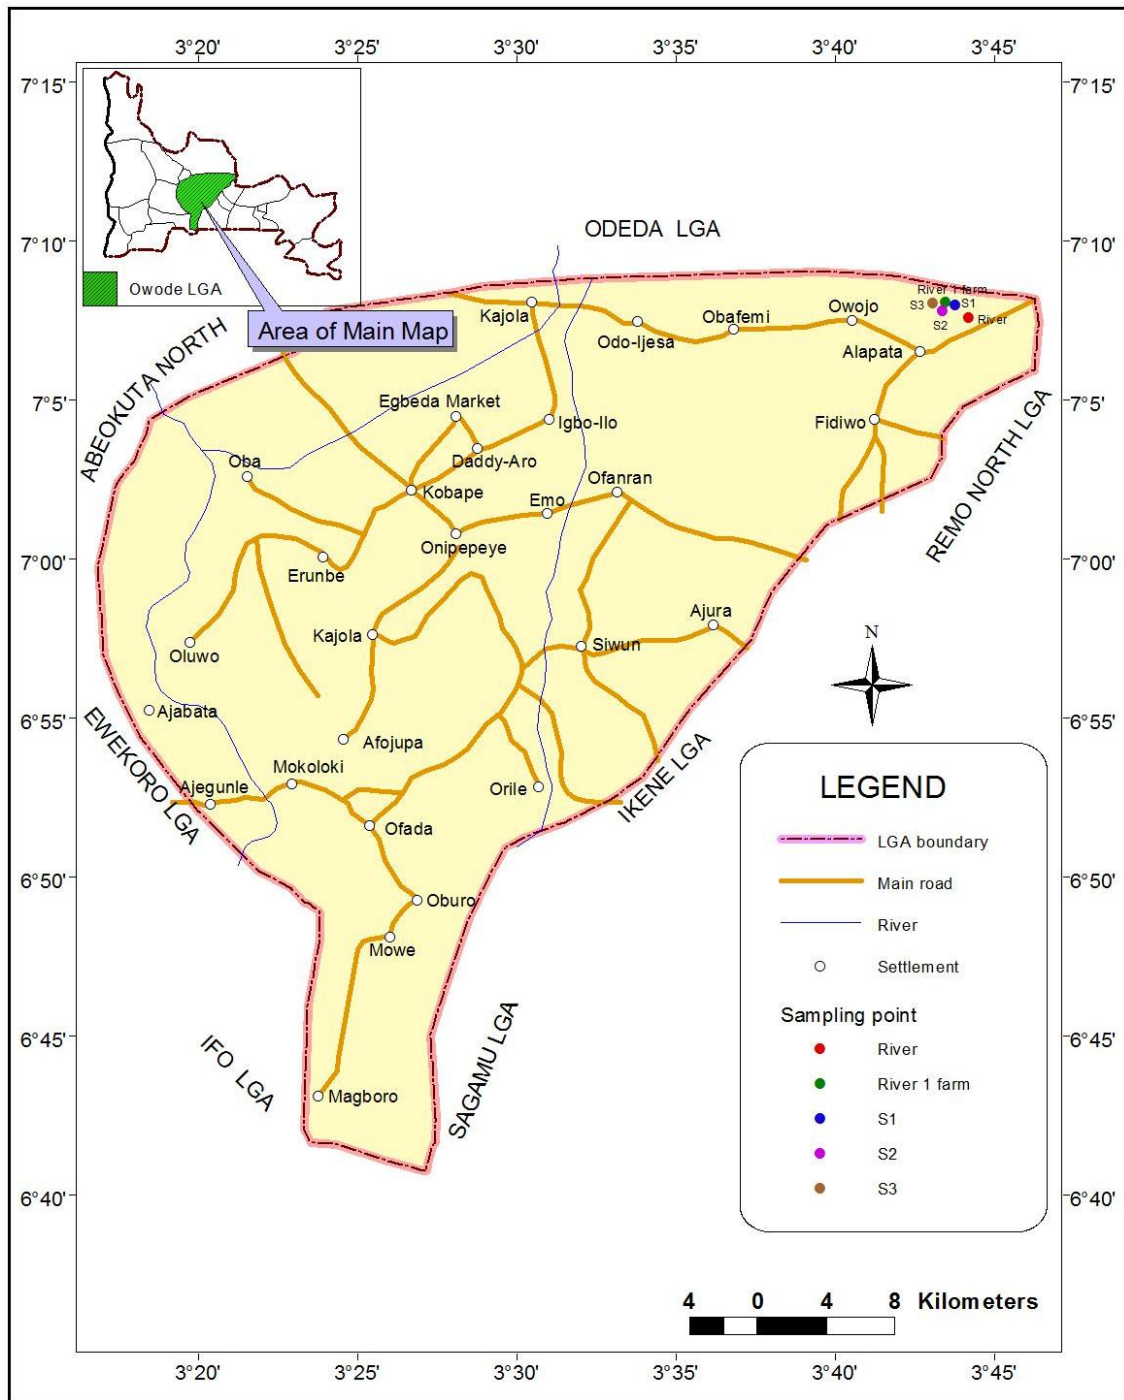 3°20' 3°25' 3°30' 3°35' 3°40' 3°45'
7°15' 7°15'
7°10' 7°10'
7°5' 7°5'
7°00' 7°00'
6°55' 6°55'
6°50' 6°50'
6°45' 6°45'
6°40' 6°40'
3°20' 3°25' 3°30' 3°35' 3°40' 3°45'
Owode LGA
Area of Main Map
ODEDA LGA
ABEOKUTA NORTH
REMO NORTH LGA
EWEKORO LGA
IKENE LGA
IFO LGA
SAGAMU LGA
River 1 farm
S3
S1
S2
River
Kajola
Odo-Ijesa
Obafemi
Owojo
Alapata
Egbeda Market
Igbo-Ilo
Fidiwo
Oba
Daddy-Aro
Kobape
Ofanran
Emo
Onipepeye
Erunbe
Kajola
Ajura
Oluwo
Siwun
Ajabata
Afojupa
Mokoloki
Ajegunle
Orile
Ofada
Oburo
Mowe
Magboro
N
LEGEND
LGA boundary
Main road
River
Settlement
Sampling point
River
River 1 farm
S1
S2
S3
4 0 4 8 Kilometers